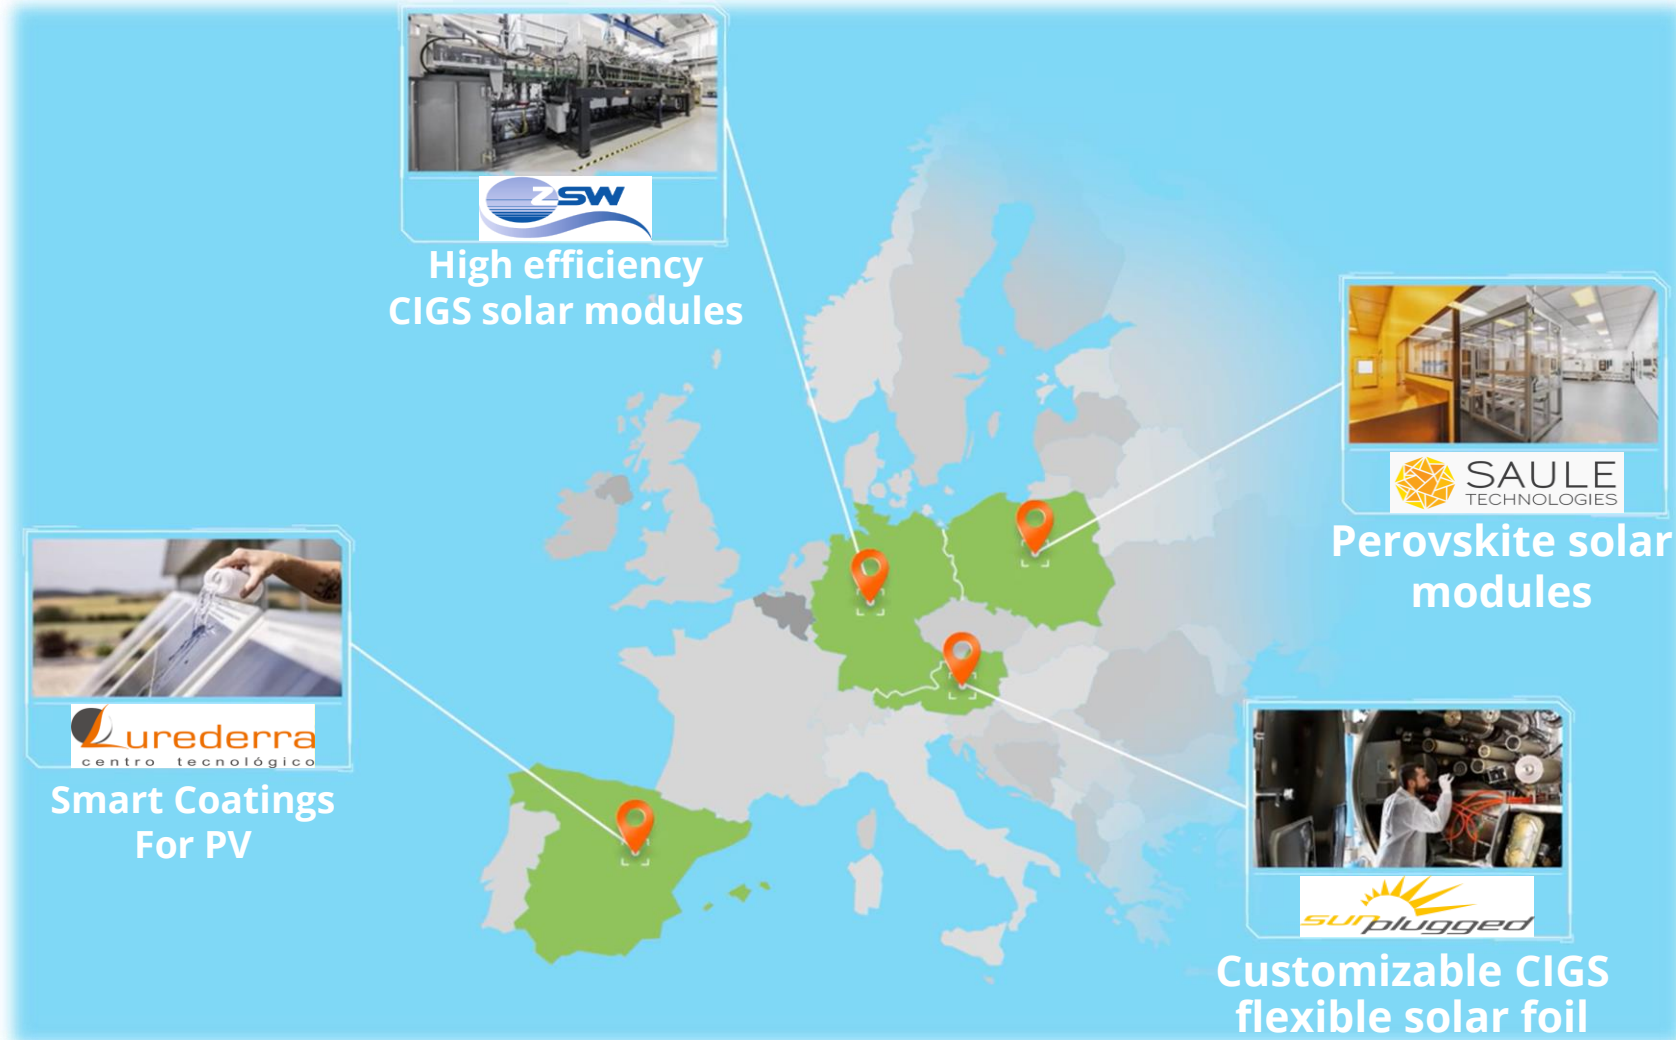 ZSW
High efficiency
CIGS solar modules
SAULE
TECHNOLOGIES
Perovskite solar
modules
Lurederra
centro tecnológico
Smart Coatings
For PV
sunplugged
Customizable CIGS
flexible solar foil